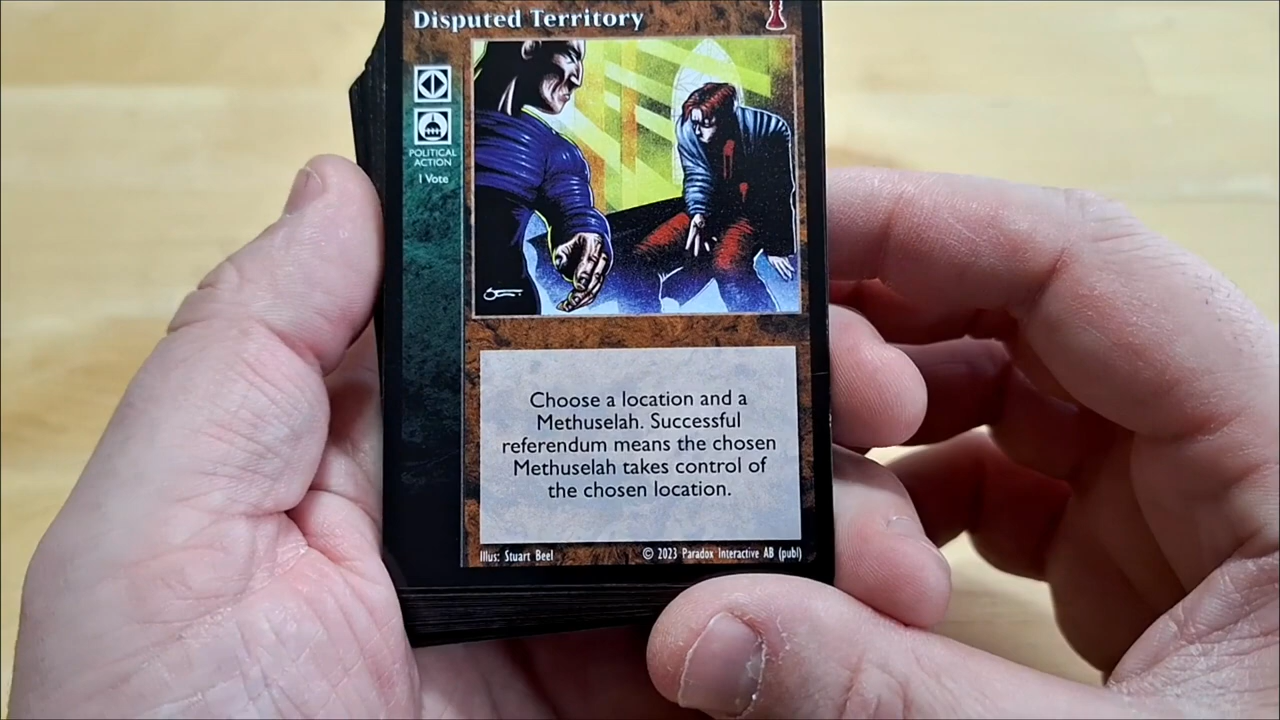 Disputed Territory
POLITICAL
ACTION
1 Vote
Choose a location and a
Methuselah. Successful
referendum means the chosen
Methuselah takes control of
the chosen location.
Illus: Stuart Beel
© 2023 Paradox Interactive AB (publ)